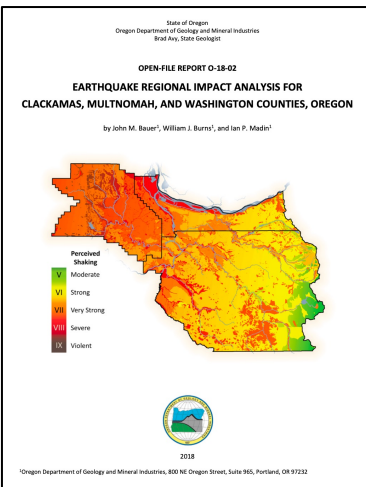 State of Oregon
Oregon Department of Geology and Mineral Industries
Brad Avy, State Geologist
OPEN-FILE REPORT O-18-02
EARTHQUAKE REGIONAL IMPACT ANALYSIS FOR
CLACKAMAS, MULTNOMAH, AND WASHINGTON COUNTIES, OREGON
by John M. Bauer¹, William J. Burns¹, and Ian P. Madin¹
Perceived
Shaking
V Moderate
VI Strong
VII Very Strong
VIII Severe
IX Violent
2018
¹Oregon Department of Geology and Mineral Industries, 800 NE Oregon Street, Suite 965, Portland, OR 97232